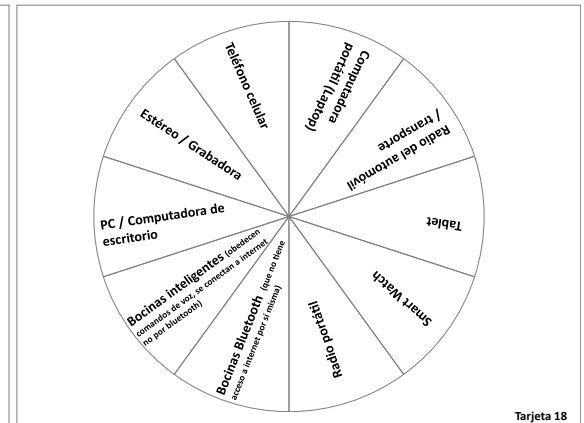 Computadora
portátil (Laptop)
Radio del automóvil
/ transporte
Tablet
Smart Watch
Radio portátil
Bocinas Bluetooth (que no tiene
acceso a internet por sí misma)
Bocinas inteligentes (obedecen
comandos de voz, se conectan a internet
no por bluetooth)
PC / Computadora de
escritorio
Estéreo / Grabadora
Teléfono celular
Tarjeta 18